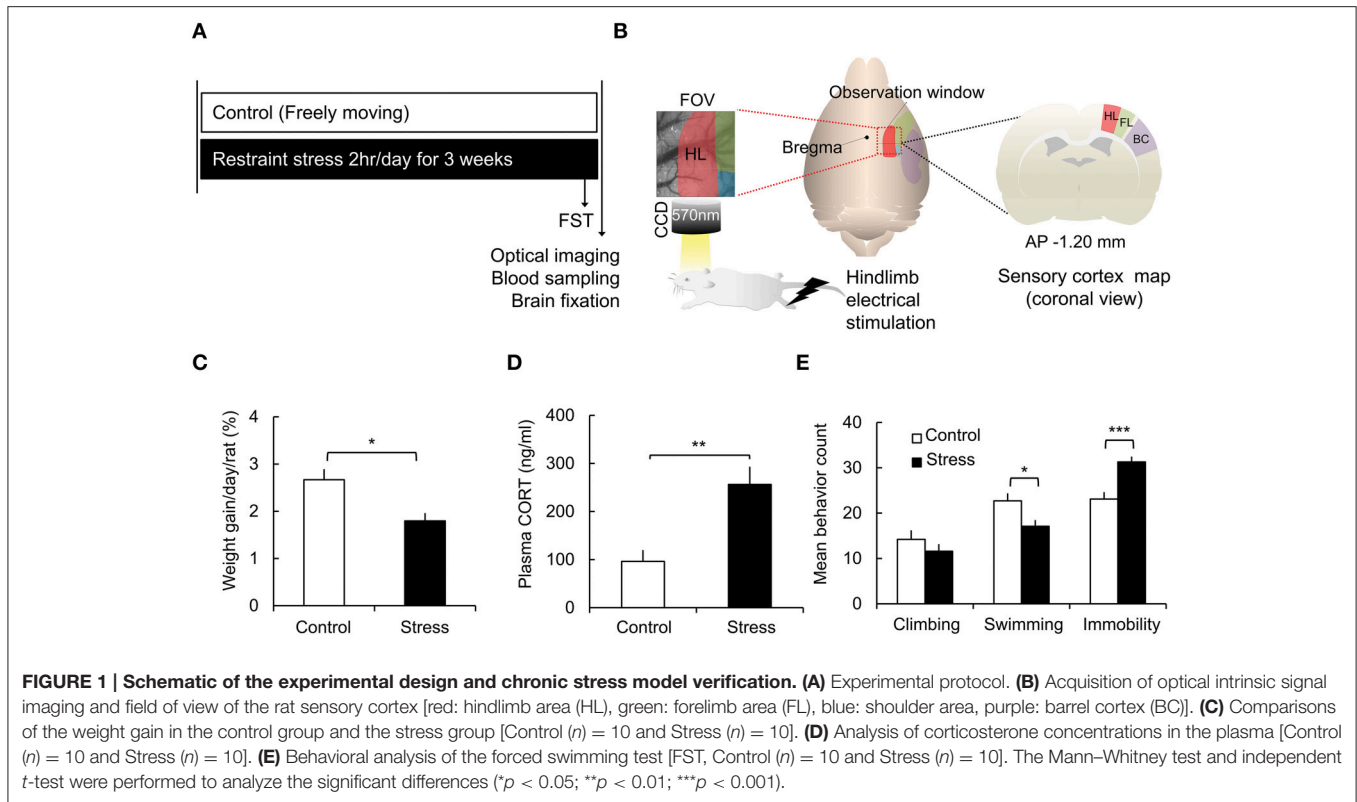 A
Control (Freely moving)
Restraint stress 2hr/day for 3 weeks
FST
Optical imaging
Blood sampling
Brain fixation
B
FOV
HL
CCD
570nm
Observation window
Bregma
Hindlimb
electrical
stimulation
HL
FL
BC
AP -1.20 mm
Sensory cortex map
(coronal view)
C
Weight gain/day/rat (%)
4
3
2
1
0
*
Control Stress
D
Plasma CORT (ng/ml)
400
300
200
100
0
**
Control Stress
E
Mean behavior count
40
30
20
10
0
Control
Stress
*
***
Climbing Swimming Immobility
FIGURE 1 | Schematic of the experimental design and chronic stress model verification. (A) Experimental protocol. (B) Acquisition of optical intrinsic signal
imaging and field of view of the rat sensory cortex [red: hindlimb area (HL), green: forelimb area (FL), blue: shoulder area, purple: barrel cortex (BC)]. (C) Comparisons
of the weight gain in the control group and the stress group [Control (n) = 10 and Stress (n) = 10]. (D) Analysis of corticosterone concentrations in the plasma [Control
(n) = 10 and Stress (n) = 10]. (E) Behavioral analysis of the forced swimming test [FST, Control (n) = 10 and Stress (n) = 10]. The Mann–Whitney test and independent
t-test were performed to analyze the significant differences (*p < 0.05; **p < 0.01; ***p < 0.001).